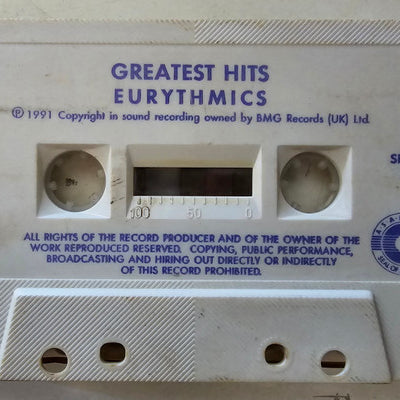 GREATEST HITS
EURYTHMICS
℗ 1991 Copyright in sound recording owned by BMG Records (UK) Ltd
100 50 0
ALL RIGHTS OF THE RECORD PRODUCER AND OF THE OWNER OF THE
WORK REPRODUCED RESERVED. COPYING, PUBLIC PERFORMANCE,
BROADCASTING AND HIRING OUT DIRECTLY OR INDIRECTLY
OF THIS RECORD PROHIBITED.